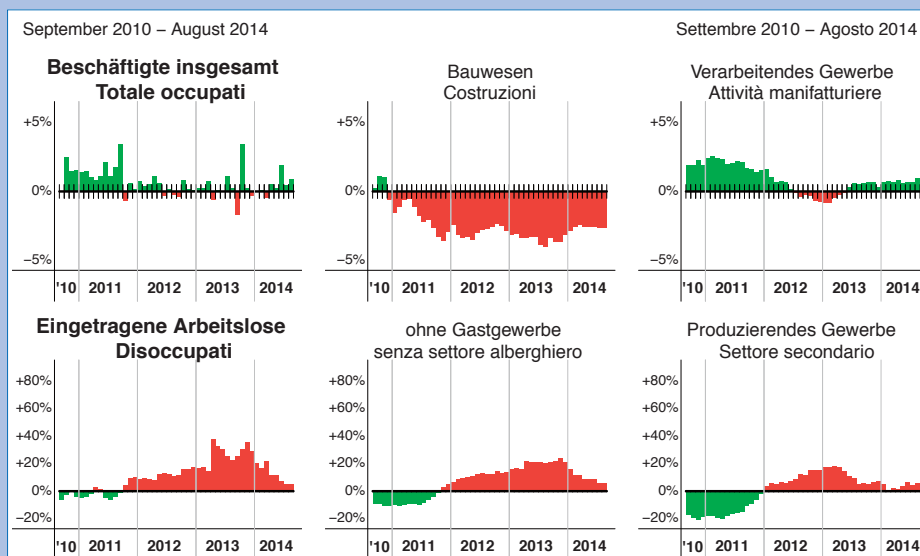 September 2010 – August 2014
Settembre 2010 – Agosto 2014
Beschäftigte insgesamt
Totale occupati
+5%
0%
–5%
'10 2011 2012 2013 2014
Bauwesen
Costruzioni
+5%
0%
–5%
'10 2011 2012 2013 2014
Verarbeitendes Gewerbe
Attività manifatturiere
+5%
0%
–5%
'10 2011 2012 2013 2014
Eingetragene Arbeitslose
Disoccupati
+80%
+60%
+40%
+20%
0%
–20%
'10 2011 2012 2013 2014
ohne Gastgewerbe
senza settore alberghiero
+80%
+60%
+40%
+20%
0%
–20%
'10 2011 2012 2013 2014
Produzierendes Gewerbe
Settore secondario
+80%
+60%
+40%
+20%
0%
–20%
'10 2011 2012 2013 2014